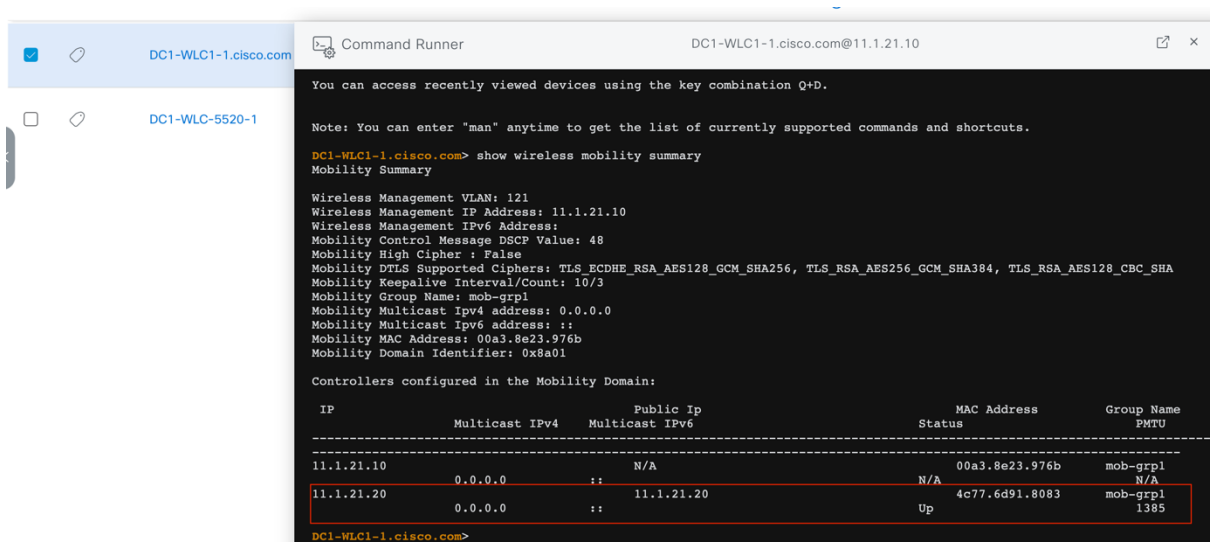 DC1-WLC1-1.cisco.com
DC1-WLC-5520-1
Command Runner DC1-WLC1-1.cisco.com@11.1.21.10
You can access recently viewed devices using the key combination Q+D.
Note: You can enter "man" anytime to get the list of currently supported commands and shortcuts.
DC1-WLC1-1.cisco.com> show wireless mobility summary
Mobility Summary
Wireless Management VLAN: 121
Wireless Management IP Address: 11.1.21.10
Wireless Management IPv6 Address:
Mobility Control Message DSCP Value: 48
Mobility High Cipher : False
Mobility DTLS Supported Ciphers: TLS_ECDHE_RSA_AES128_GCM_SHA256, TLS_RSA_AES256_GCM_SHA384, TLS_RSA_AES128_CBC_SHA
Mobility Keepalive Interval/Count: 10/3
Mobility Group Name: mob-grp1
Mobility Multicast Ipv4 address: 0.0.0.0
Mobility Multicast Ipv6 address: ::
Mobility MAC Address: 00a3.8e23.976b
Mobility Domain Identifier: 0x8a01
Controllers configured in the Mobility Domain:
IP Public Ip MAC Address Group Name
Multicast IPv4 Multicast IPv6 Status PMTU
--------------------------------------------------------------------------------
--------------------------------------------------------------------------------
11.1.21.10 N/A 00a3.8e23.976b mob-grp1
0.0.0.0 :: N/A N/A
11.1.21.20 11.1.21.20 4c77.6d91.8083 mob-grp1
0.0.0.0 :: Up 1385
DC1-WLC1-1.cisco.com>